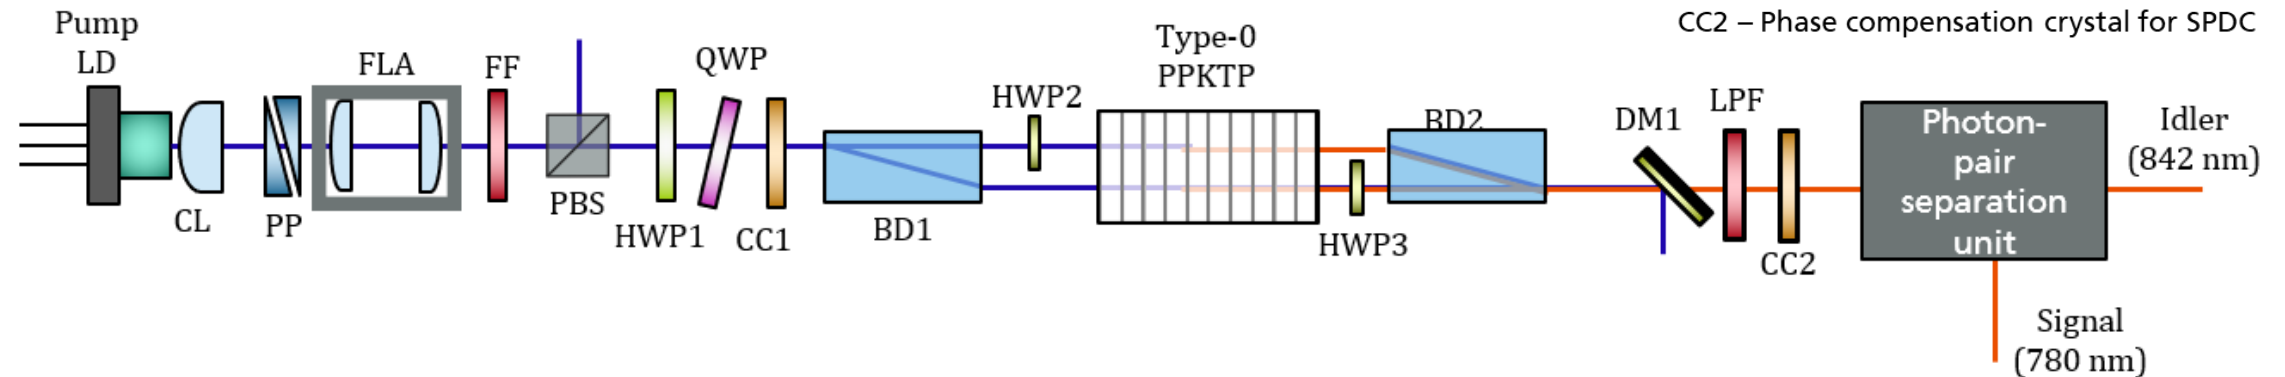 CC2 – Phase compensation crystal for SPDC
Pump
LD
CL
PP
FLA
FF
PBS
HWP1
QWP
CC1
BD1
HWP2
Type-0
PPKTP
HWP3
BD2
DM1
LPF
CC2
Photon-
pair
separation
unit
Idler
(842 nm)
Signal
(780 nm)